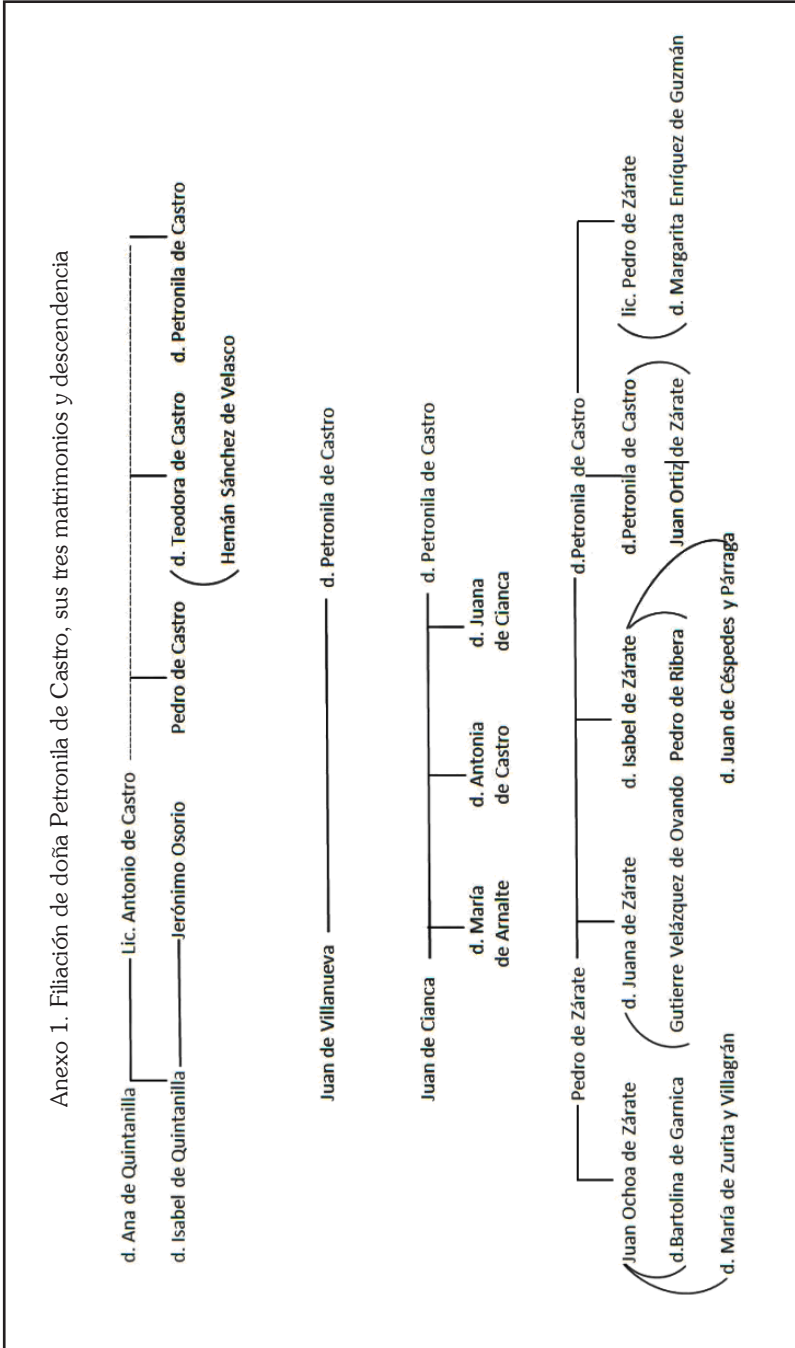 Anexo 1. Filiación de doña Petronila de Castro, sus tres matrimonios y descendencia
d. Ana de Quintanilla Lic. Antonio de Castro
d. Isabel de Quintanilla Jerónimo Osorio Pedro de Castro d. Teodora de Castro d. Petronila de Castro
Hernán Sánchez de Velasco
Juan de Villanueva d. Petronila de Castro
Juan de Cianca d. Petronila de Castro
d. María d. Antonia d. Juana
de Arnalte de Castro de Cianca
Pedro de Zárate d.Petronila de Castro
Juan Ochoa de Zárate d. Juana de Zárate d. Isabel de Zárate d.Petronila de Castro lic. Pedro de Zárate
d.Bartolina de Garnica Gutierre Velázquez de Ovando Pedro de Ribera Juan Ortiz de Zárate d. Margarita Enríquez de Guzmán
d. María de Zurita y Villagrán d. Juan de Céspedes y Párraga